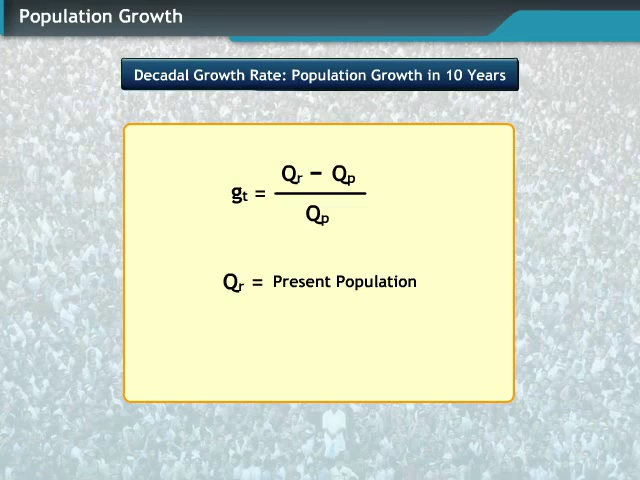 Population Growth
Decadal Growth Rate: Population Growth in 10 Years
gt = Qr − Qp
Qp
Qr = Present Population